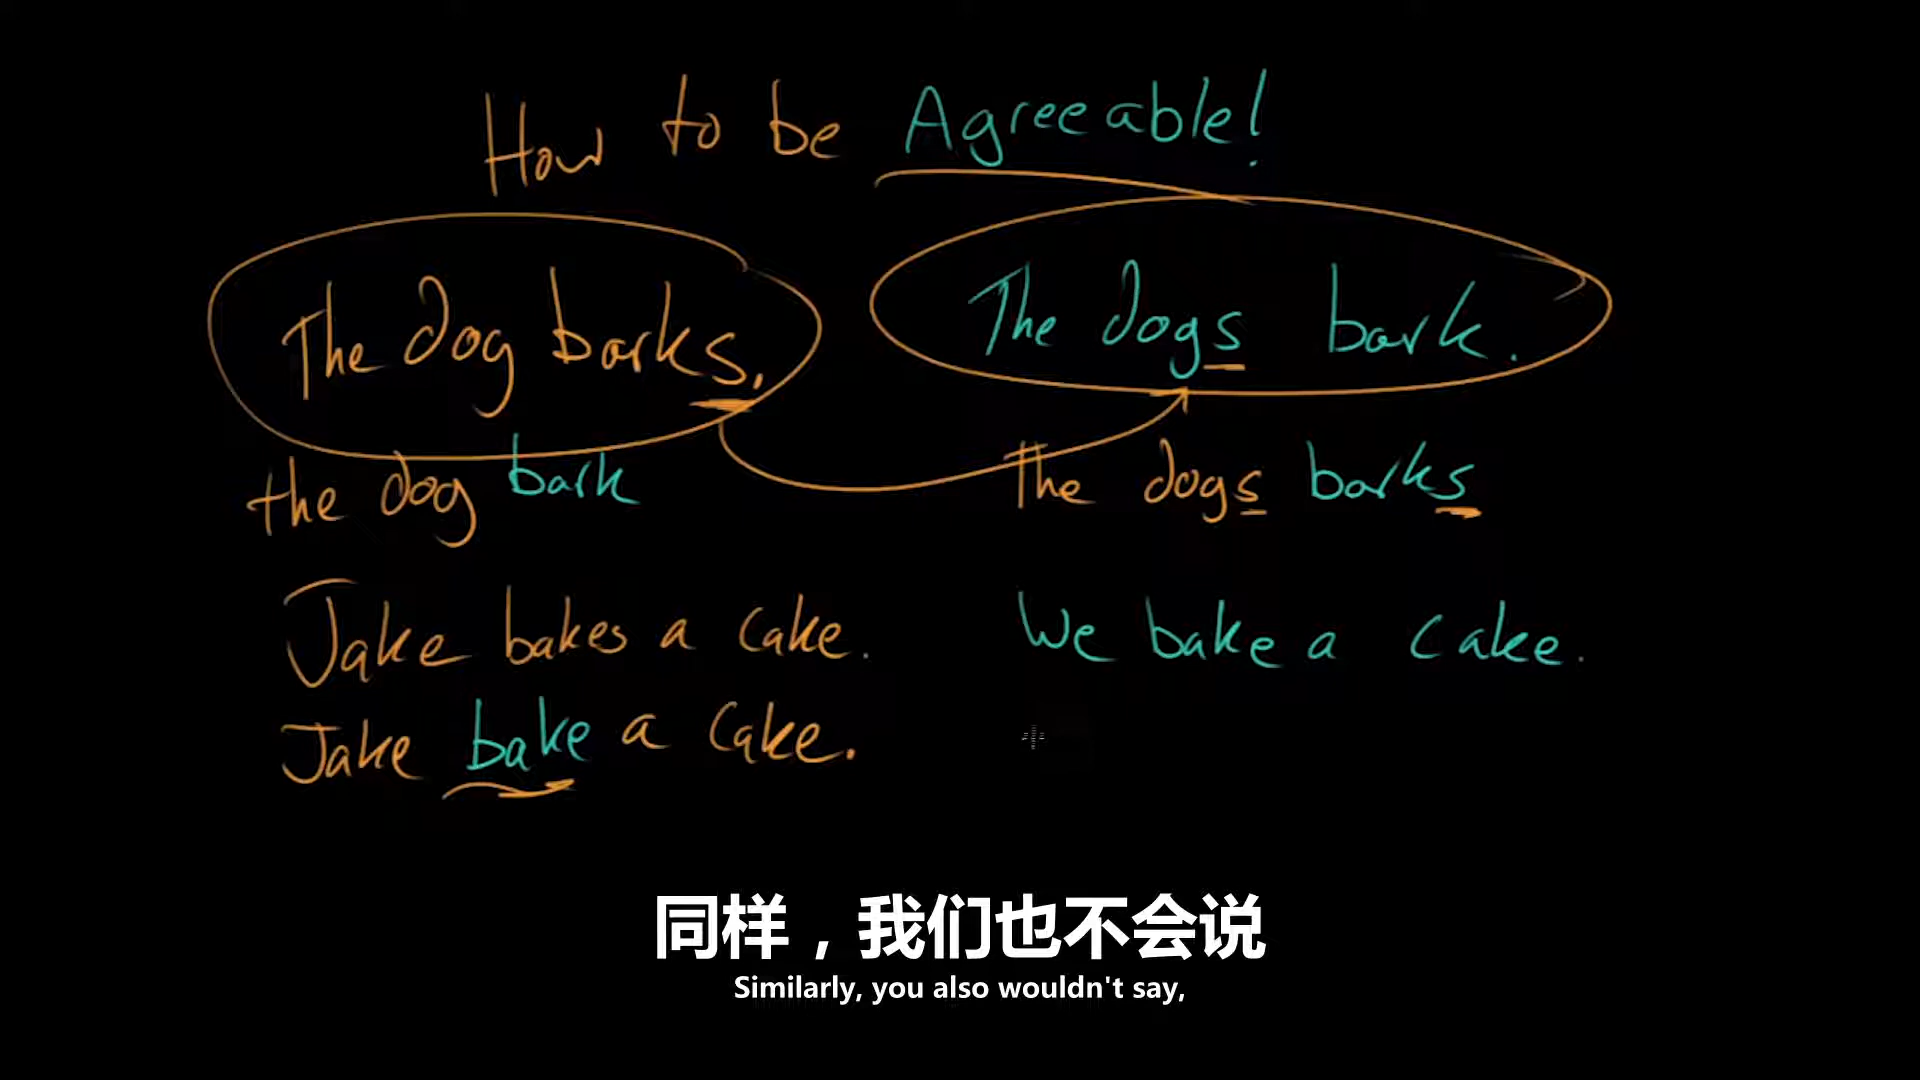 How to be Agreeable!
The dog barks.
The dogs bark.
the dog bark
The dogs barks
Jake bakes a cake.
We bake a cake.
Jake bake a cake.
同样，我们也不会说
Similarly, you also wouldn't say,